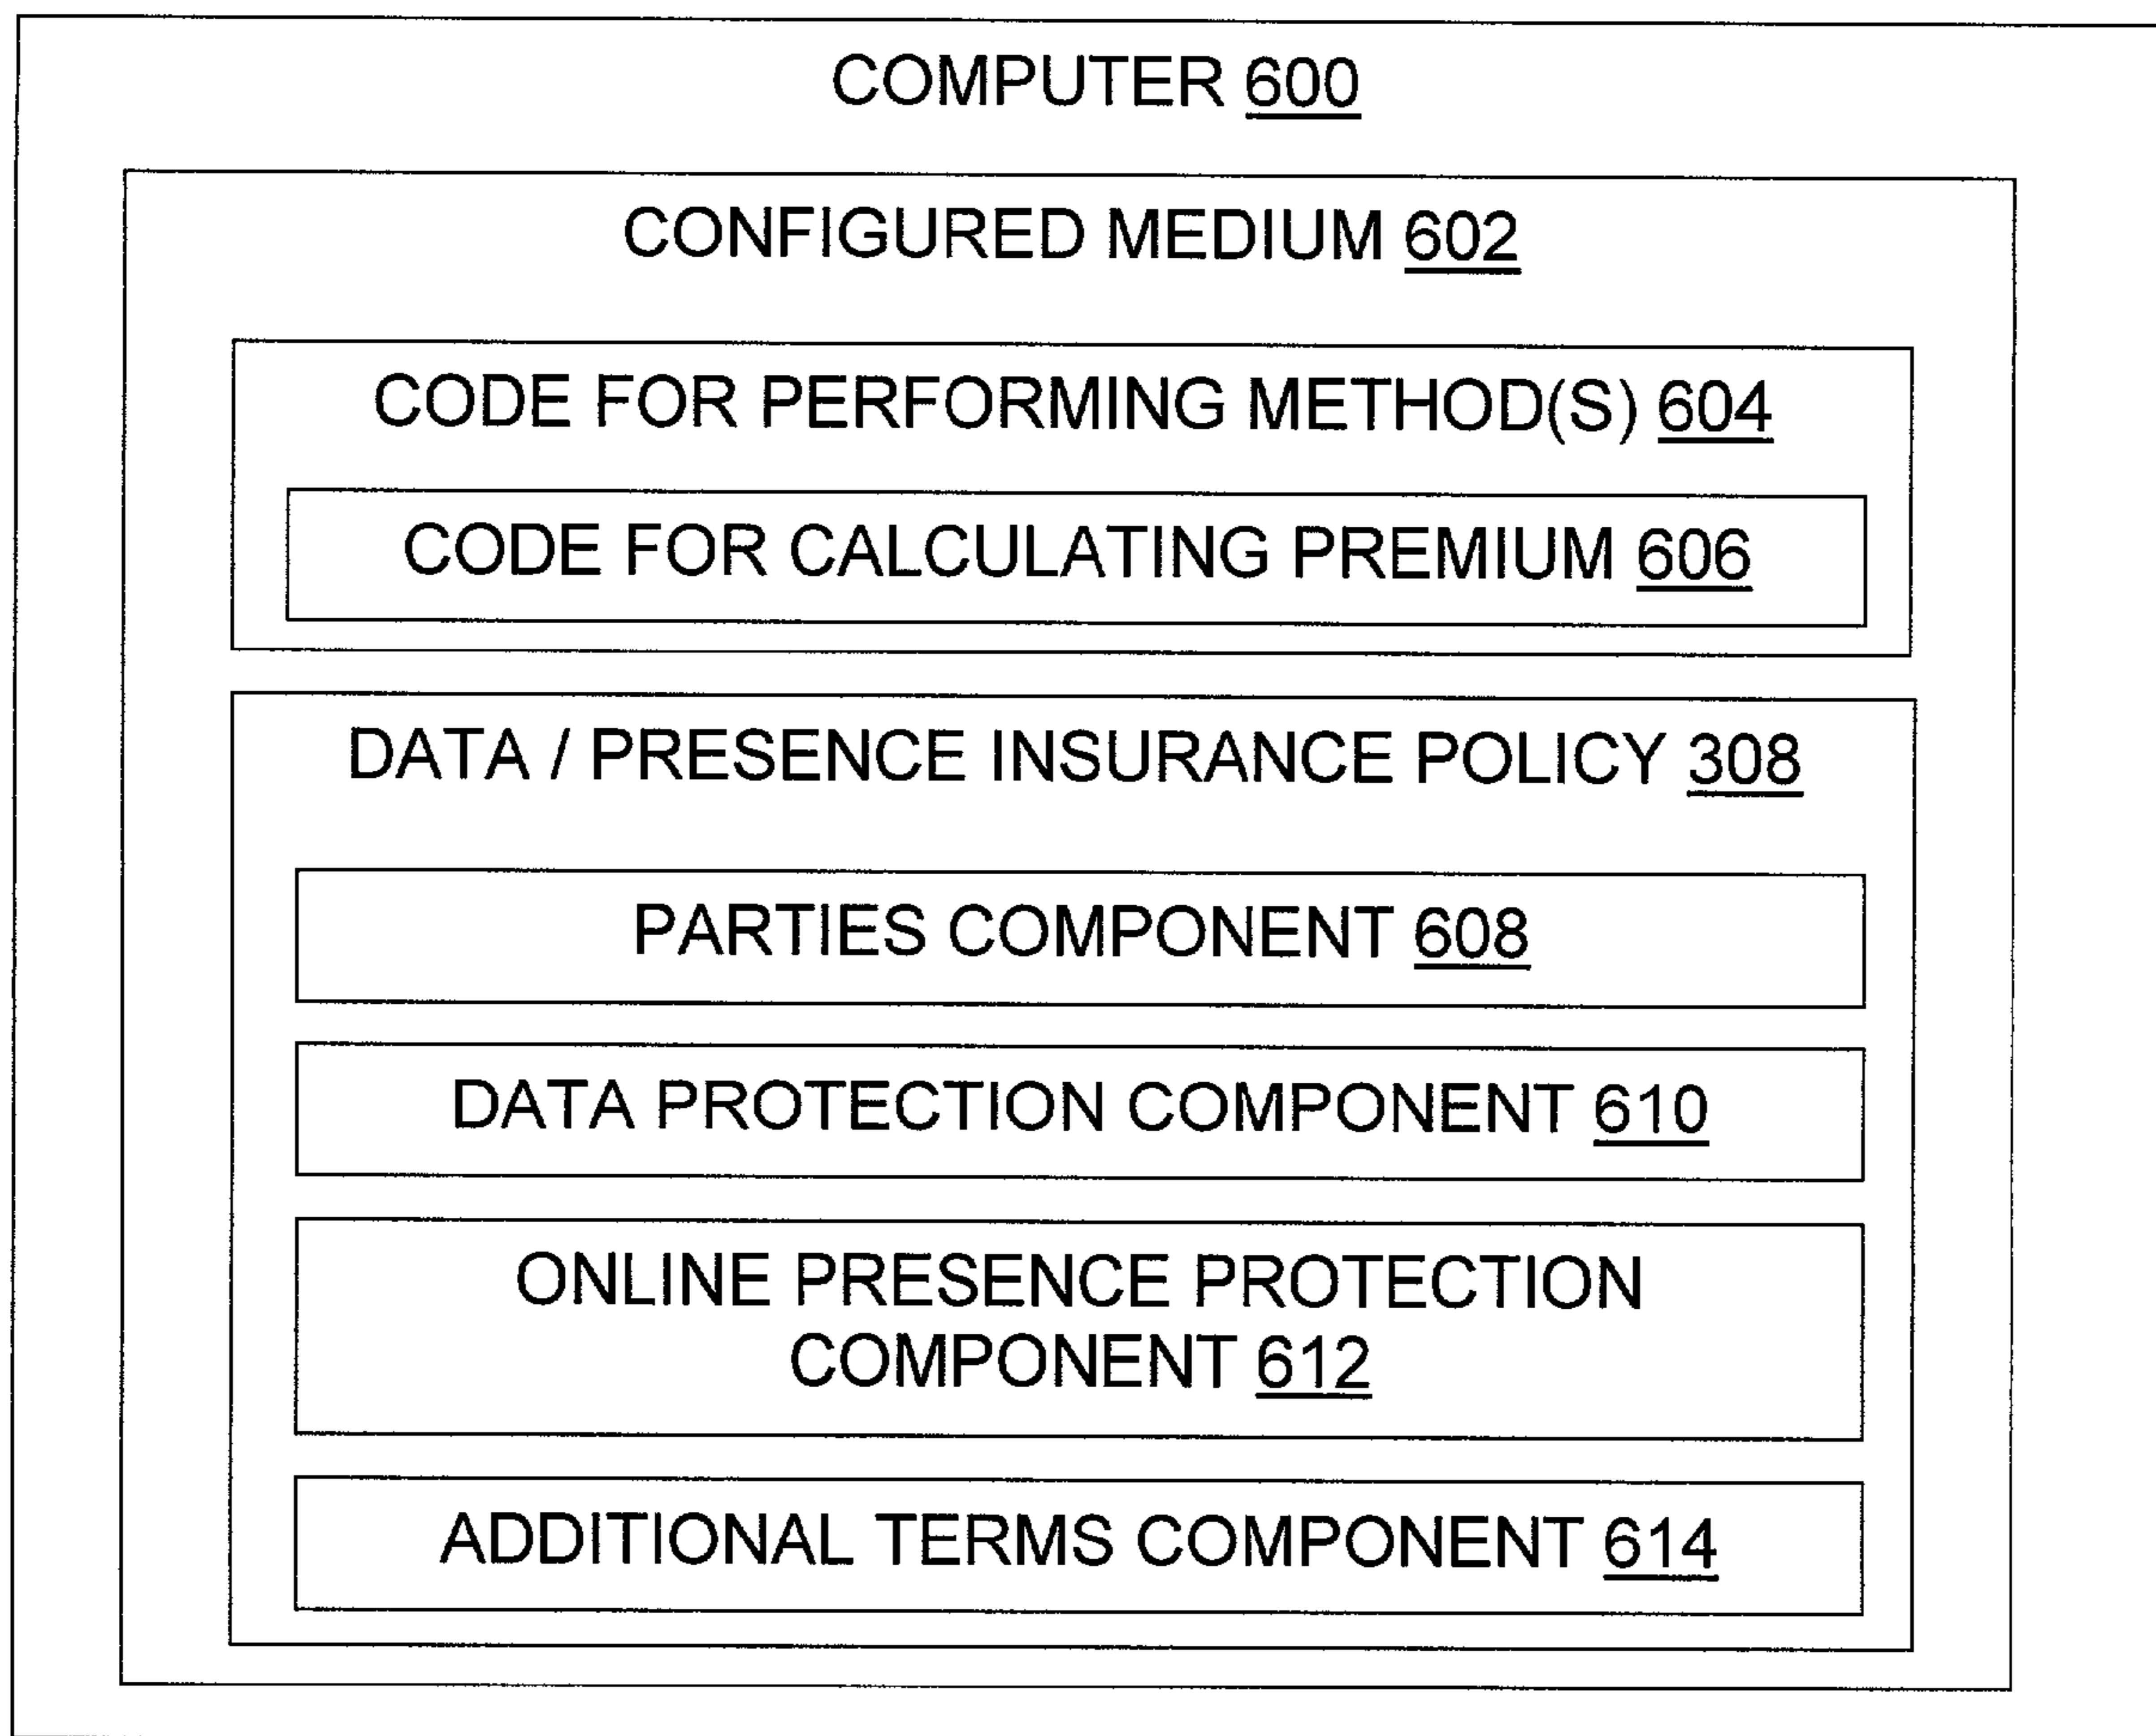 COMPUTER 600
CONFIGURED MEDIUM 602
CODE FOR PERFORMING METHOD(S) 604
CODE FOR CALCULATING PREMIUM 606
DATA / PRESENCE INSURANCE POLICY 308
PARTIES COMPONENT 608
DATA PROTECTION COMPONENT 610
ONLINE PRESENCE PROTECTION
COMPONENT 612
ADDITIONAL TERMS COMPONENT 614